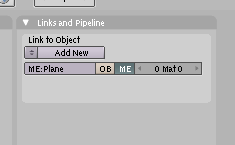 Links and Pipeline
Link to Object
Add New
ME:Plane OB ME 0 Mat 0